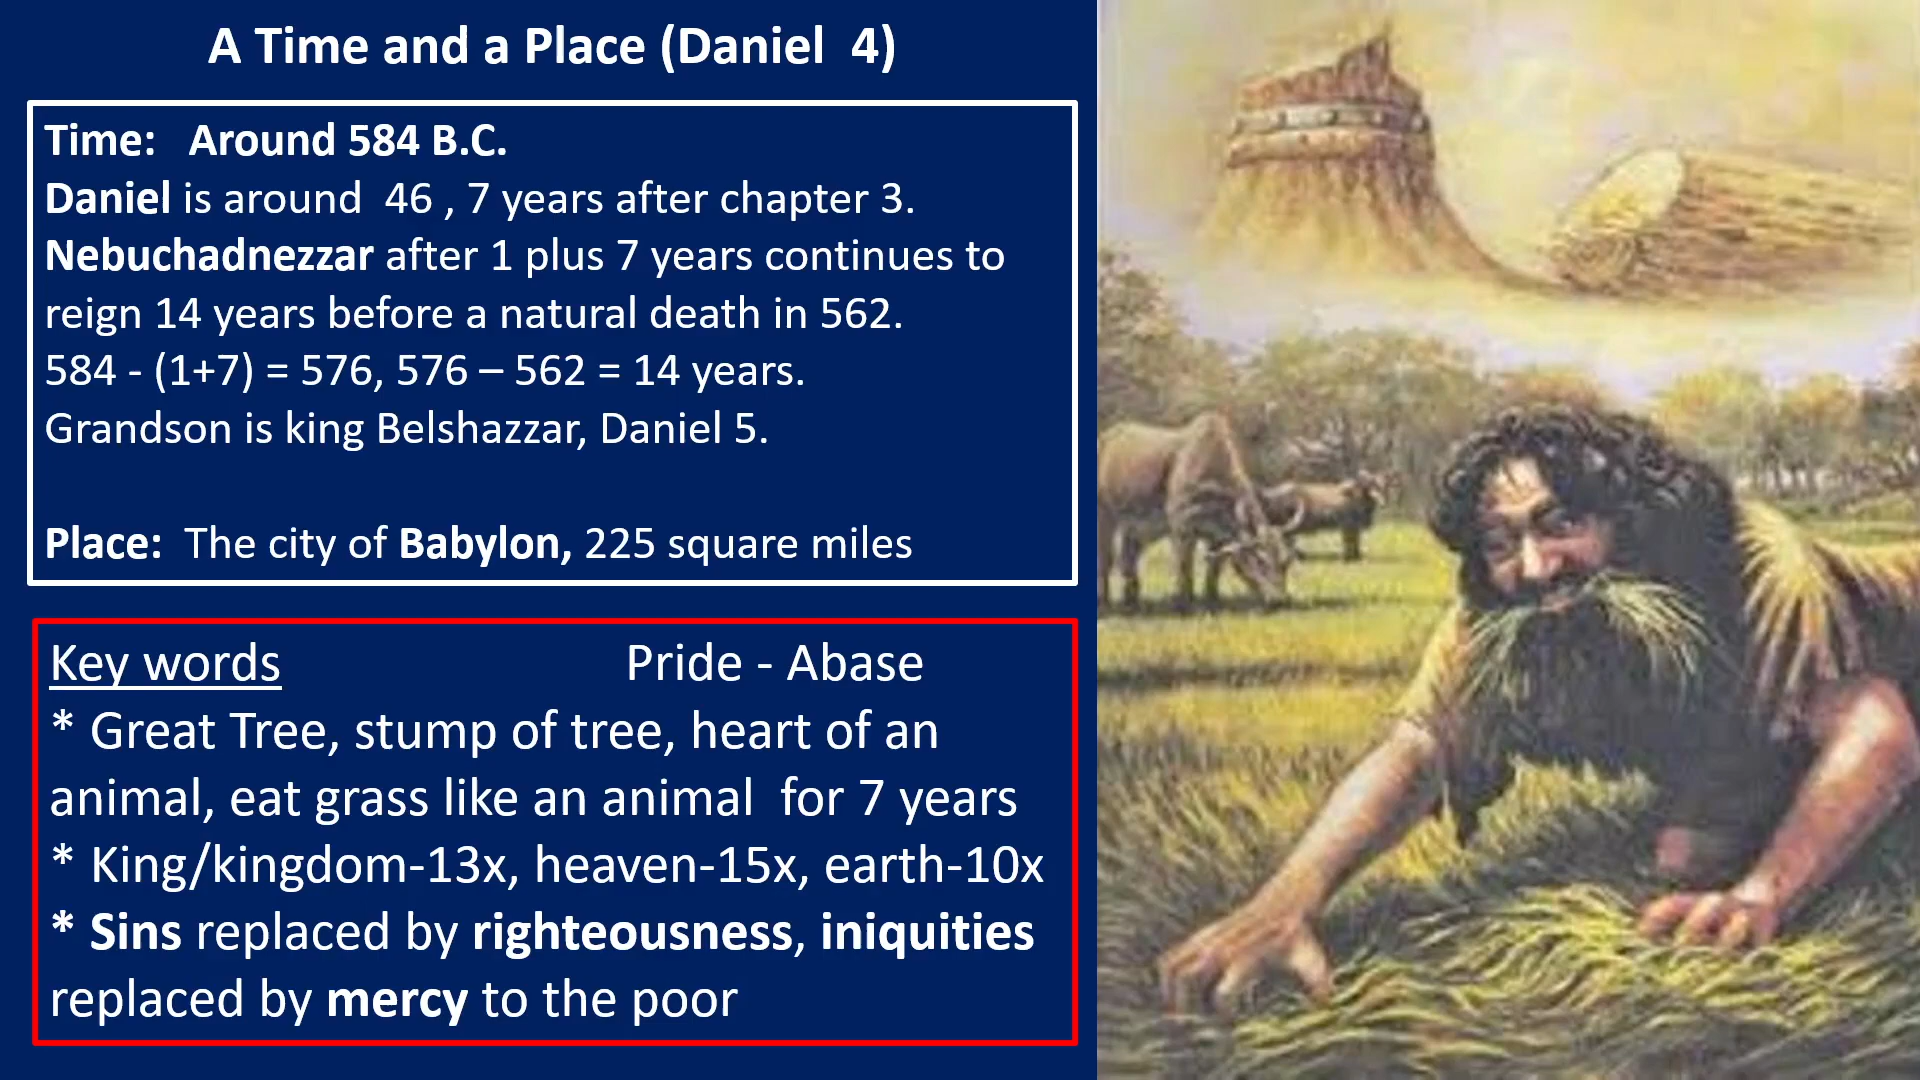 A Time and a Place (Daniel  4)
Time:   Around 584 B.C.
Daniel is around  46 , 7 years after chapter 3.
Nebuchadnezzar after 1 plus 7 years continues to
reign 14 years before a natural death in 562.
584 - (1+7) = 576, 576 – 562 = 14 years.
Grandson is king Belshazzar, Daniel 5.
Place:  The city of Babylon, 225 square miles
Key words                          Pride - Abase
* Great Tree, stump of tree, heart of an
animal, eat grass like an animal  for 7 years
* King/kingdom-13x, heaven-15x, earth-10x
* Sins replaced by righteousness, iniquities
replaced by mercy to the poor